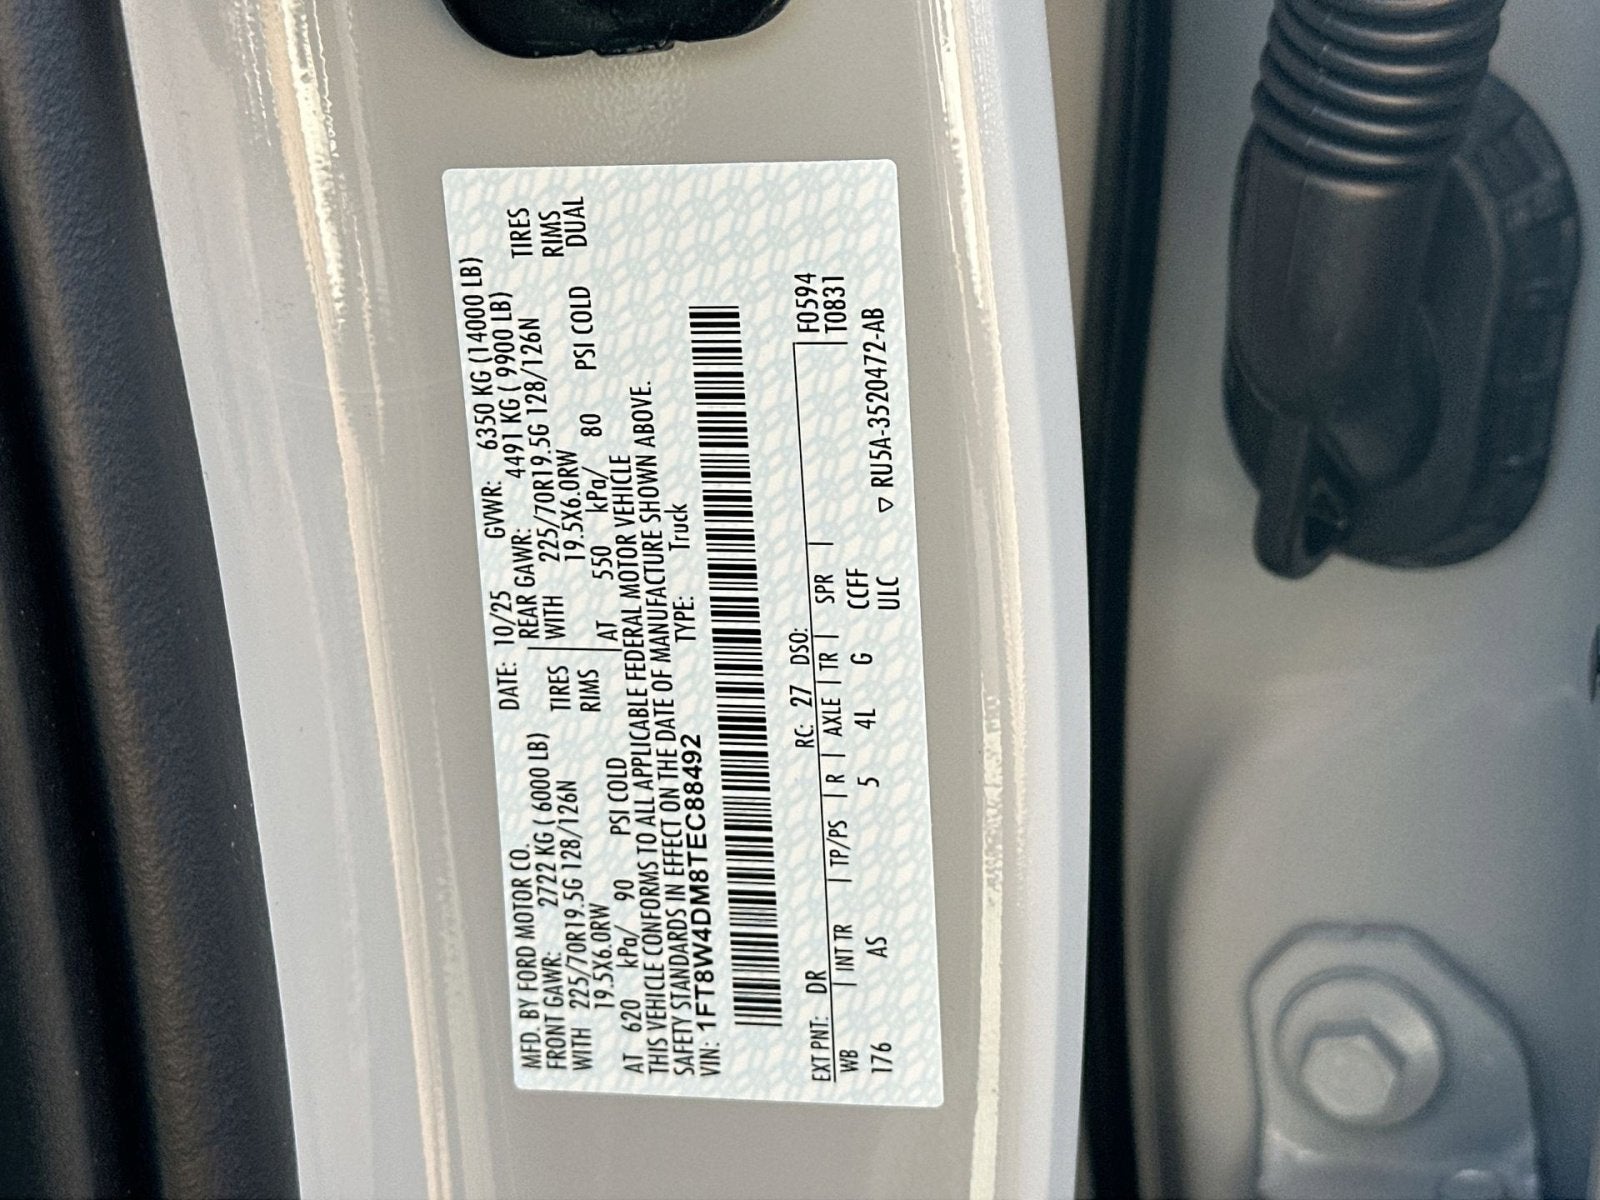 MFD. BY FORD MOTOR CO.
DATE: 10/25 GVWR: 6350 KG (14000 LB)
FRONT GAWR: 2722 KG ( 6000 LB)
REAR GAWR: 4491 KG ( 9900 LB)
WITH 225/70R19.5G 128/126N TIRES
WITH 225/70R19.5G 128/126N TIRES
19.5X6.0RW RIMS
19.5X6.0RW RIMS
AT 620 kPa/ 90 PSI COLD
AT 550 kPa/ 80 PSI COLD DUAL
THIS VEHICLE CONFORMS TO ALL APPLICABLE FEDERAL MOTOR VEHICLE
SAFETY STANDARDS IN EFFECT ON THE DATE OF MANUFACTURE SHOWN ABOVE.
VIN: 1FT8W4DM8TEC88492 TYPE: Truck
EXT PNT: DR RC: 27 DSO: F0594
WB | INT TR | TP/PS | R | AXLE | TR | SPR | T0831
176 AS 5 4L G CCFF
ULC ▽ RU5A-3520472-AB